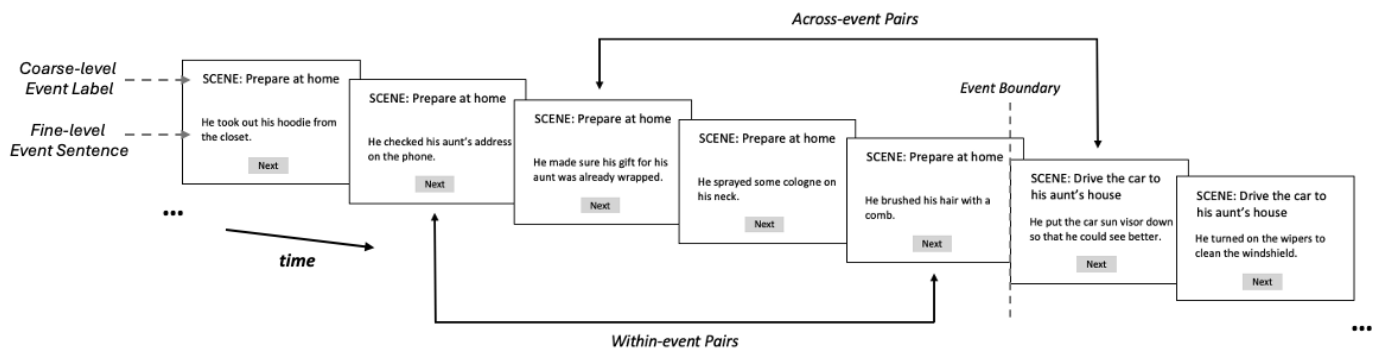 Across-event Pairs
Coarse-level
Event Label
Fine-level
Event Sentence
SCENE: Prepare at home
He took out his hoodie from
the closet.
Next
SCENE: Prepare at home
He checked his aunt's address
on the phone.
Next
SCENE: Prepare at home
He made sure his gift for his
aunt was already wrapped.
Next
SCENE: Prepare at home
He sprayed some cologne on
his neck.
Next
SCENE: Prepare at home
He brushed his hair with a
comb.
Next
Event Boundary
SCENE: Drive the car to
his aunt's house
He put the car sun visor down
so that he could see better.
Next
SCENE: Drive the car to
his aunt's house
He turned on the wipers to
clean the windshield.
Next
...
time
Within-event Pairs
...